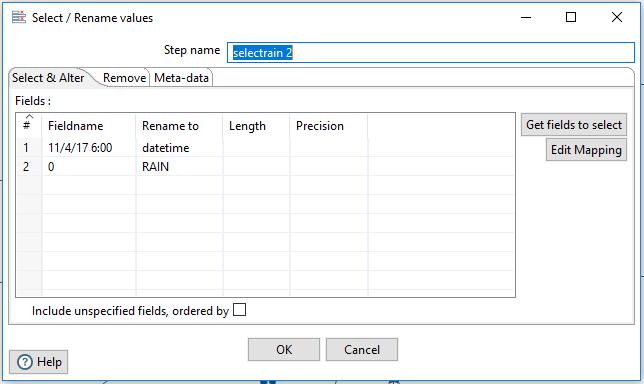 Select / Rename values
Step name selectrain 2
Select & Alter Remove Meta-data
Fields :
# Fieldname Rename to Length Precision
1 11/4/17 6:00 datetime
2 0 RAIN
Get fields to select
Edit Mapping
Include unspecified fields, ordered by
OK Cancel
Help